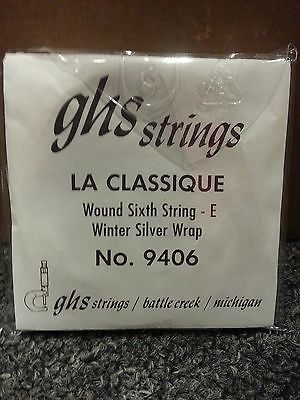 ghs strings
LA CLASSIQUE
Wound Sixth String - E
Winter Silver Wrap
No. 9406
ghs strings / battle creek / michigan